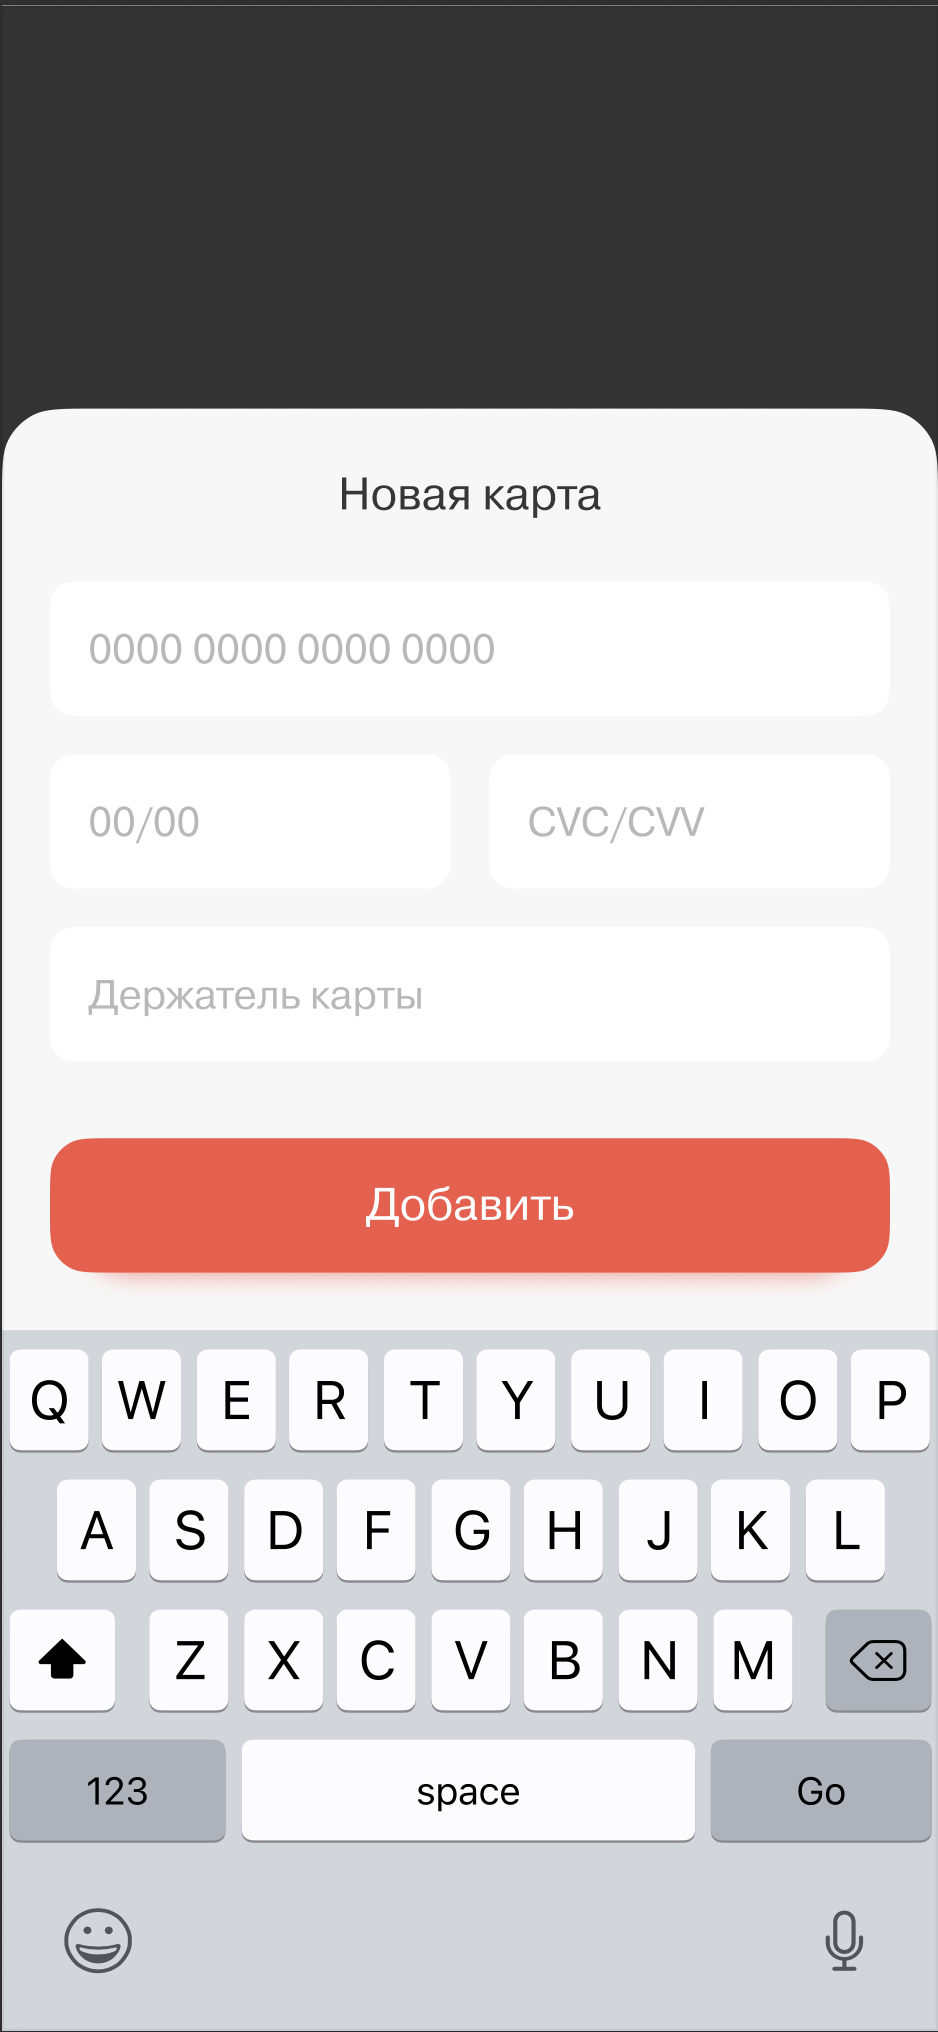 Новая карта
0000 0000 0000 0000
00/00 CVC/CVV
Держатель карты
Добавить
Q W E R T Y U I O P
A S D F G H J K L
Z X C V B N M
123 space Go